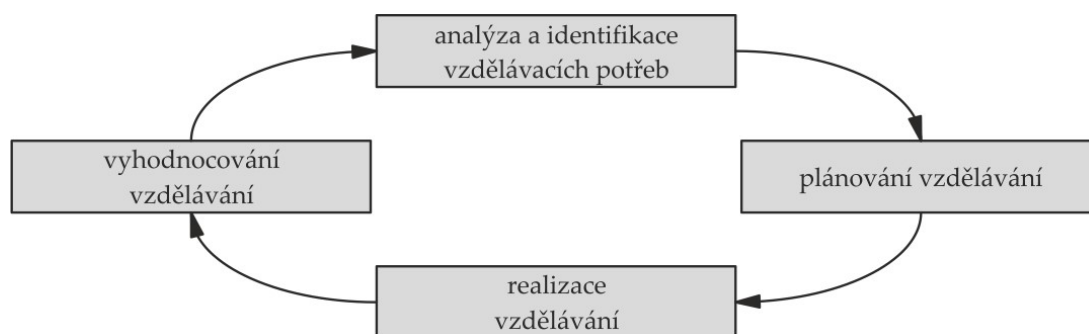 analýza a identifikace
vzdělávacích potřeb
plánování vzdělávání
realizace
vzdělávání
vyhodnocování
vzdělávání